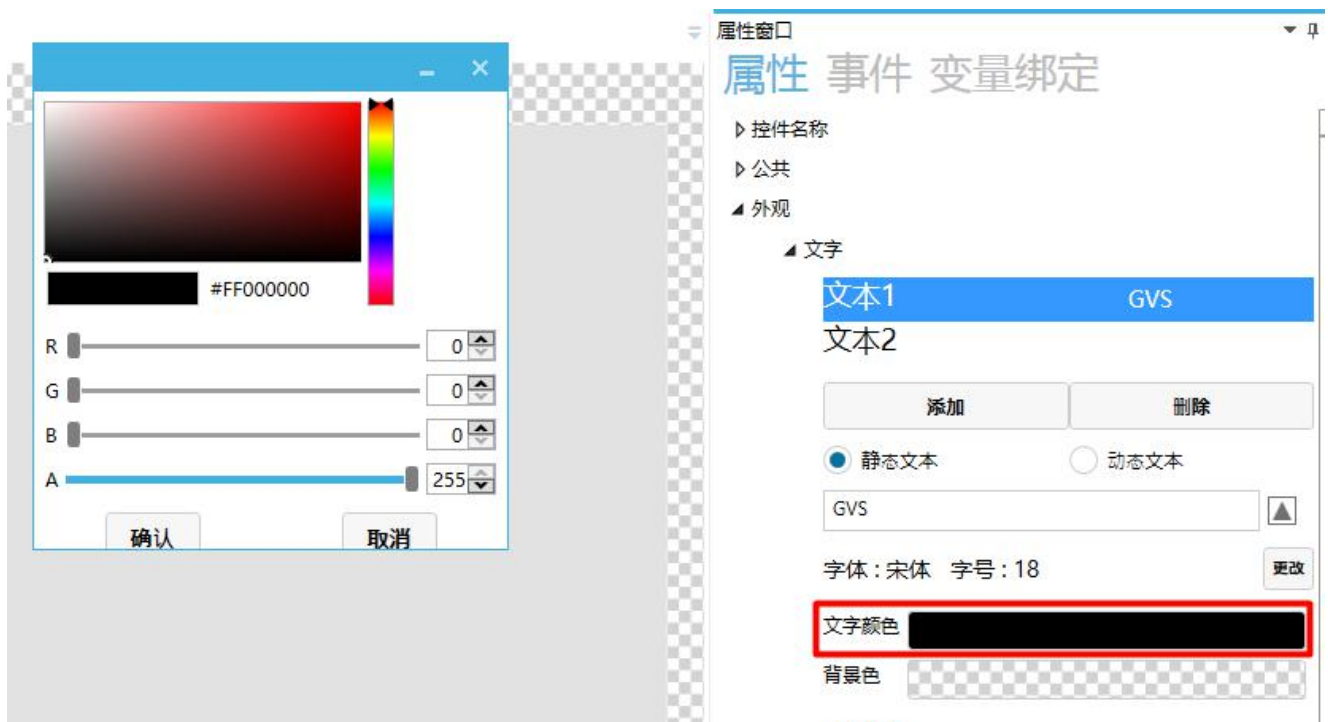 #FF000000
R 0
G 0
B 0
A 255
确认 取消
属性窗口
属性 事件 变量绑定
控件名称
公共
外观
文字
文本1 GVS
文本2
添加 删除
静态文本 动态文本
GVS
字体 : 宋体 字号 : 18 更改
文字颜色
背景色